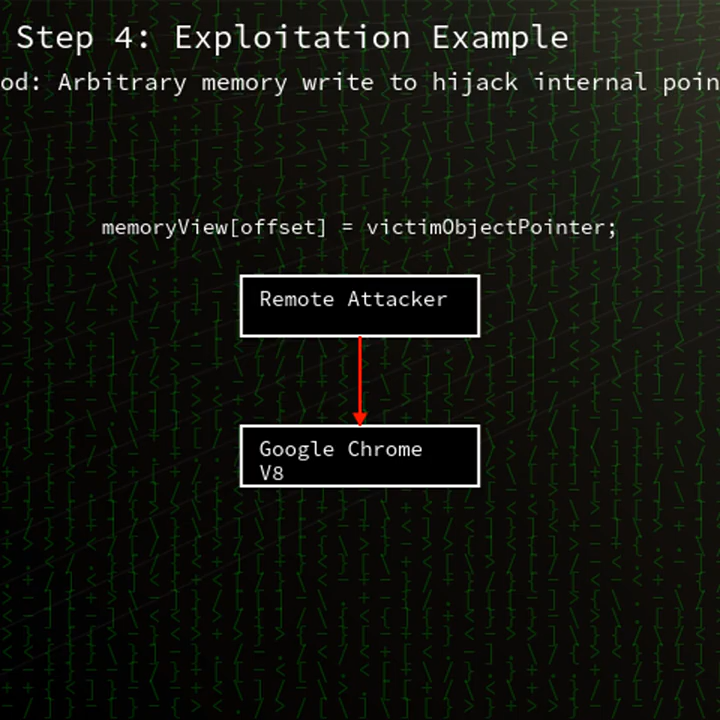 Step 4: Exploitation Example
od: Arbitrary memory write to hijack internal poin
memoryView[offset] = victimObjectPointer;
Remote Attacker
Google Chrome
V8